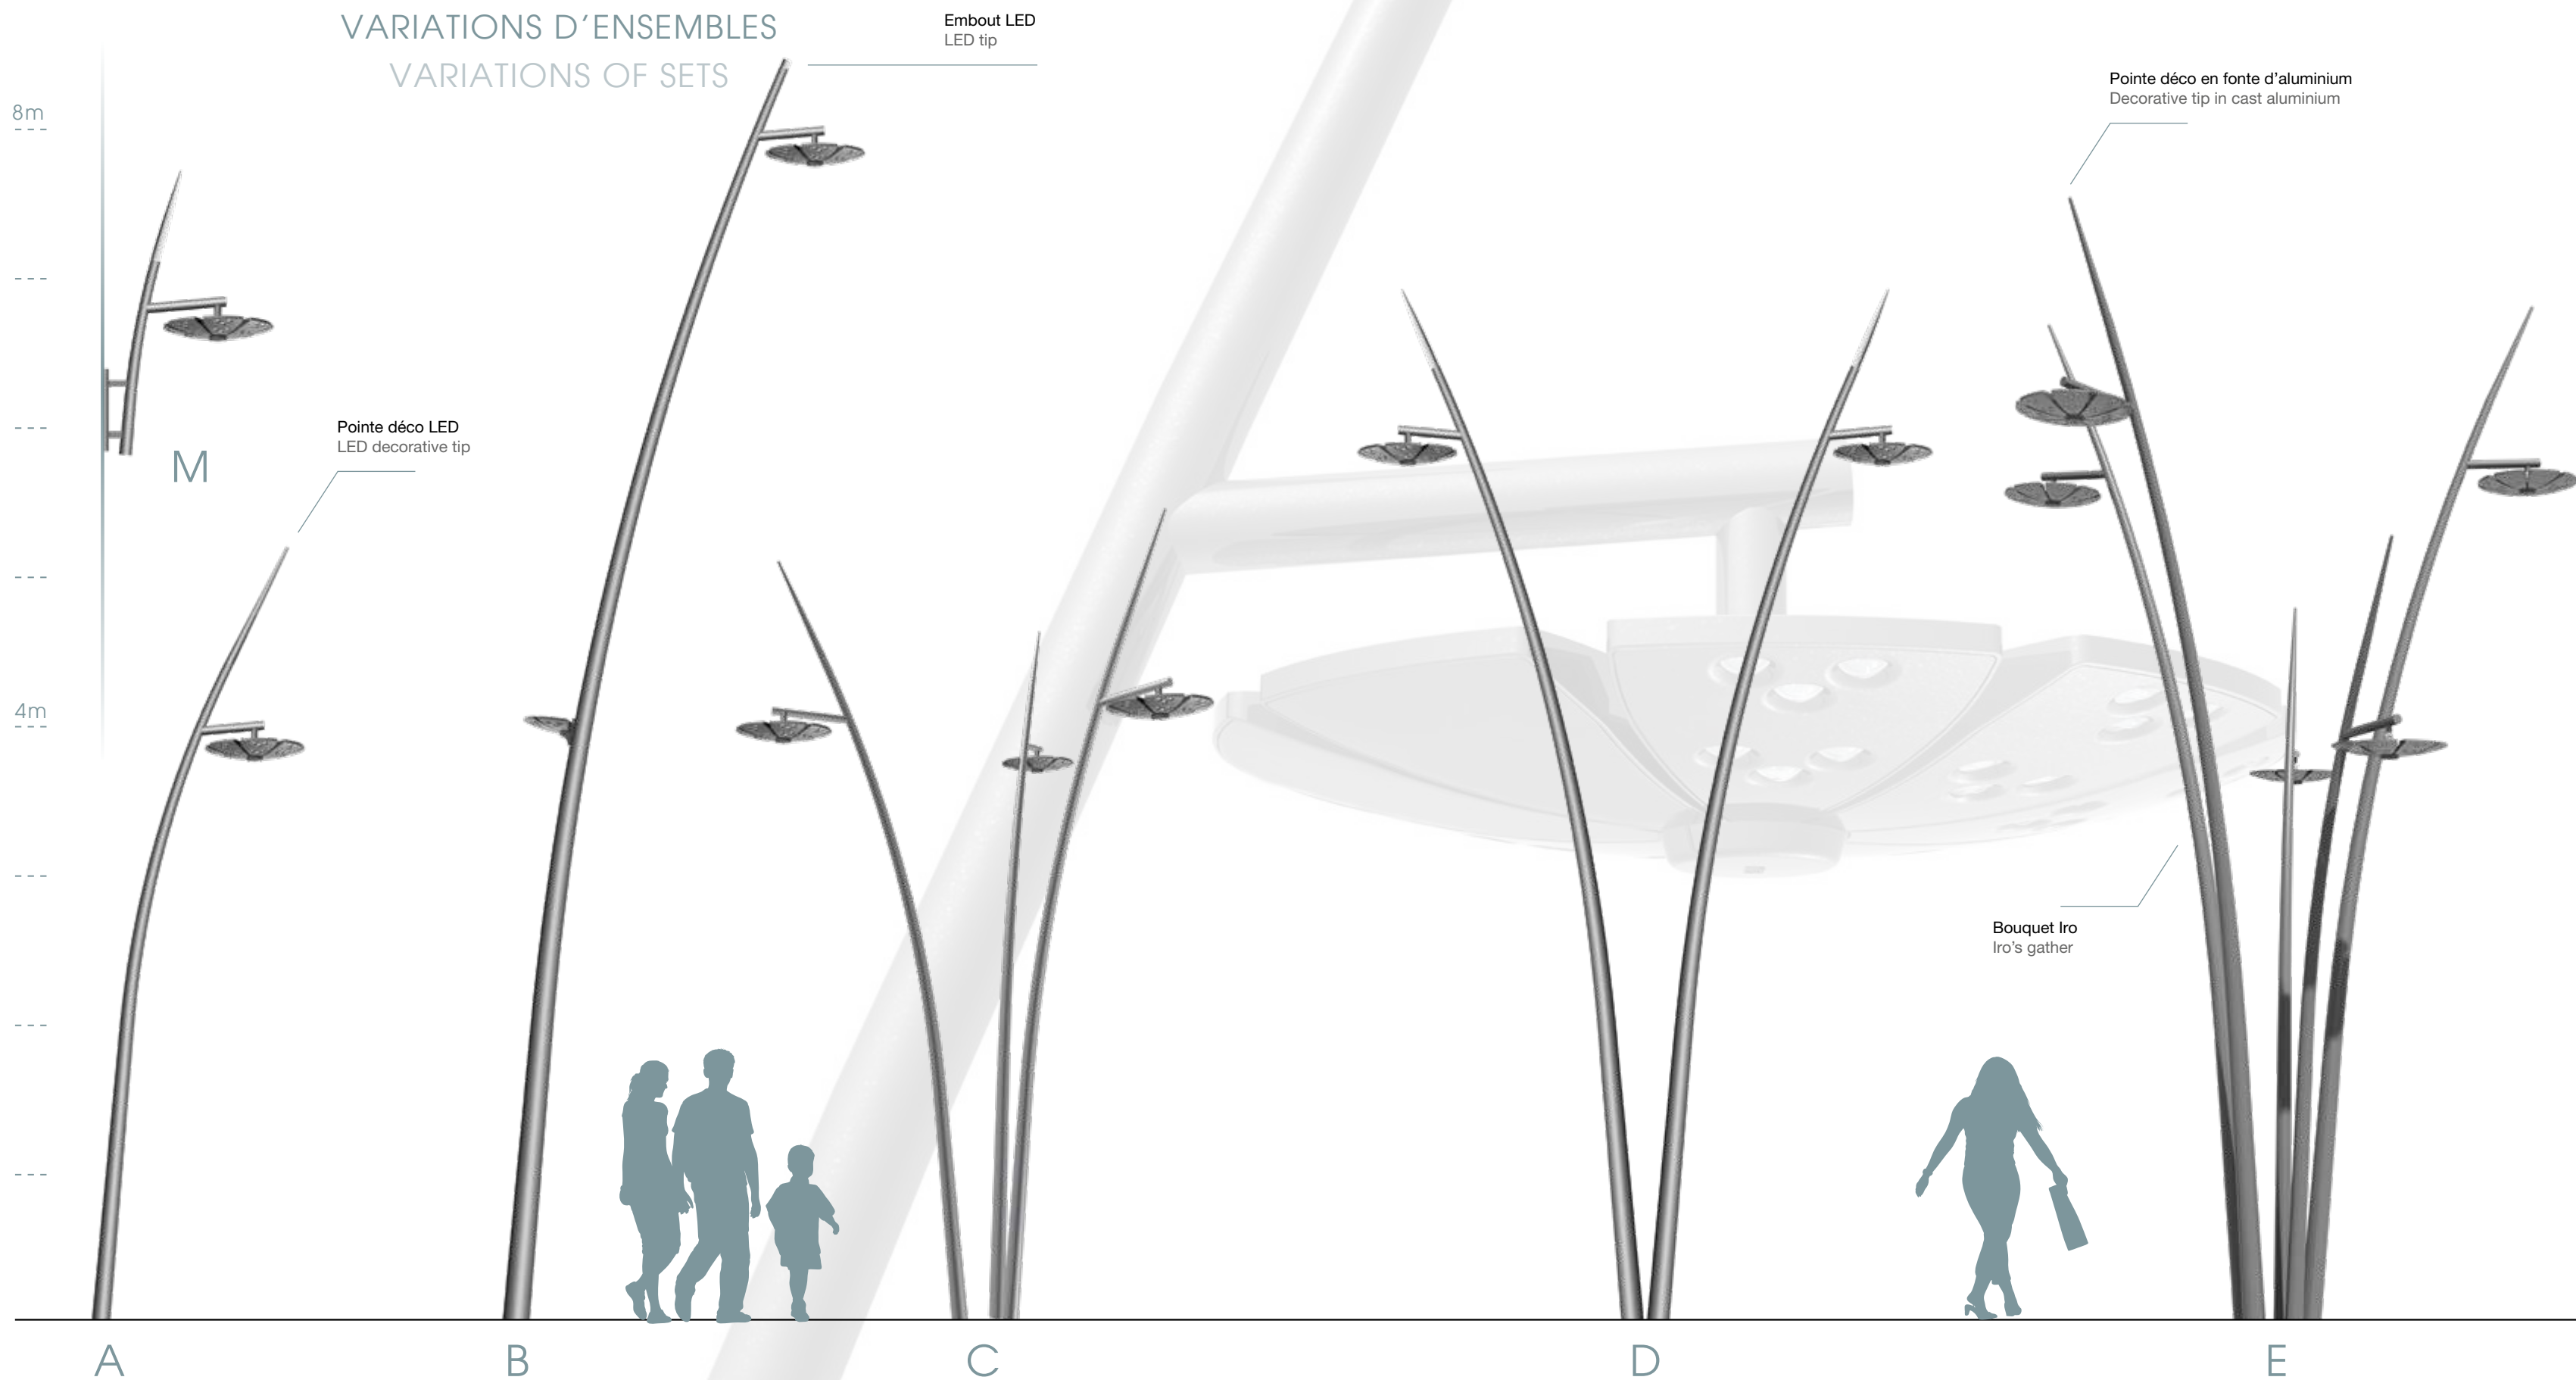 VARIATIONS D'ENSEMBLES
VARIATIONS OF SETS
Embout LED
LED tip
Pointe déco en fonte d'aluminium
Decorative tip in cast aluminium
8m
Pointe déco LED
LED decorative tip
M
4m
Bouquet Iro
Iro's gather
A
B
C
D
E